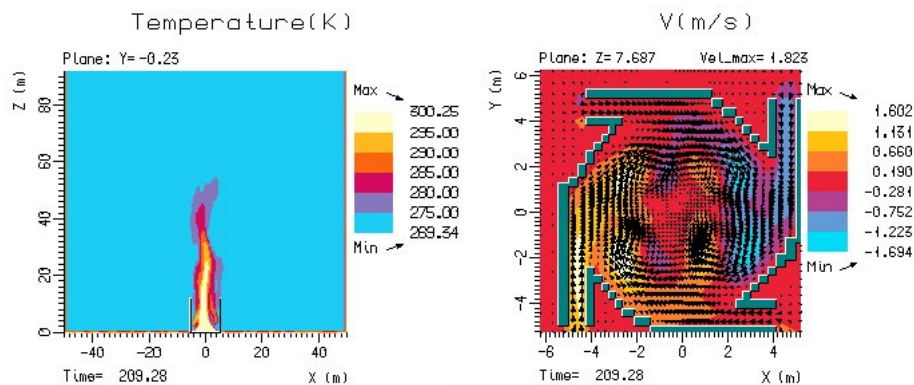 Temperature(K)
Plane: Y= -0.23
Z (m)
80
60
40
20
0
-40
-20
0
20
40
Time= 209.28
X (m)
Max
300.25
295.00
290.00
285.00
280.00
275.00
269.34
Min
V(m/s)
Plane: Z= 7.687
Vel_max= 1.823
Y (m)
6
4
2
0
-2
-4
-6
-4
-2
0
2
4
Time= 209.28
X (m)
Max
1.602
1.131
0.660
0.490
-0.281
-0.752
-1.223
-1.694
Min